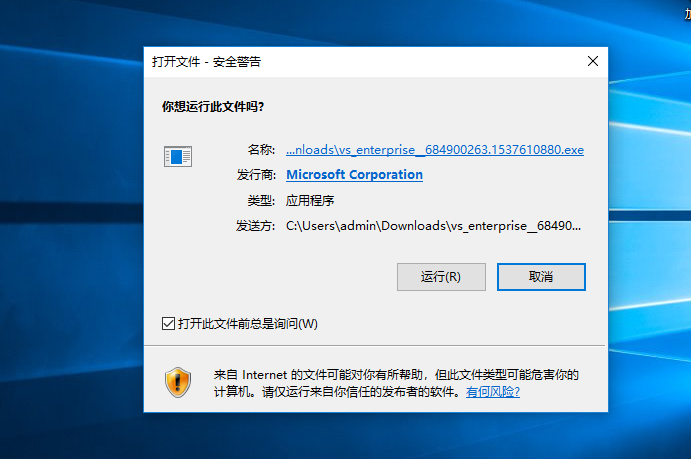 打开文件 - 安全警告
你想运行此文件吗?
名称: ...nloads\vs_enterprise__684900263.1537610880.exe
发行商: Microsoft Corporation
类型: 应用程序
发送方: C:\Users\admin\Downloads\vs_enterprise__68490...
运行(R) 取消
打开此文件前总是询问(W)
来自 Internet 的文件可能对你有所帮助，但此文件类型可能危害你的
计算机。请仅运行来自你信任的发布者的软件。有何风险?